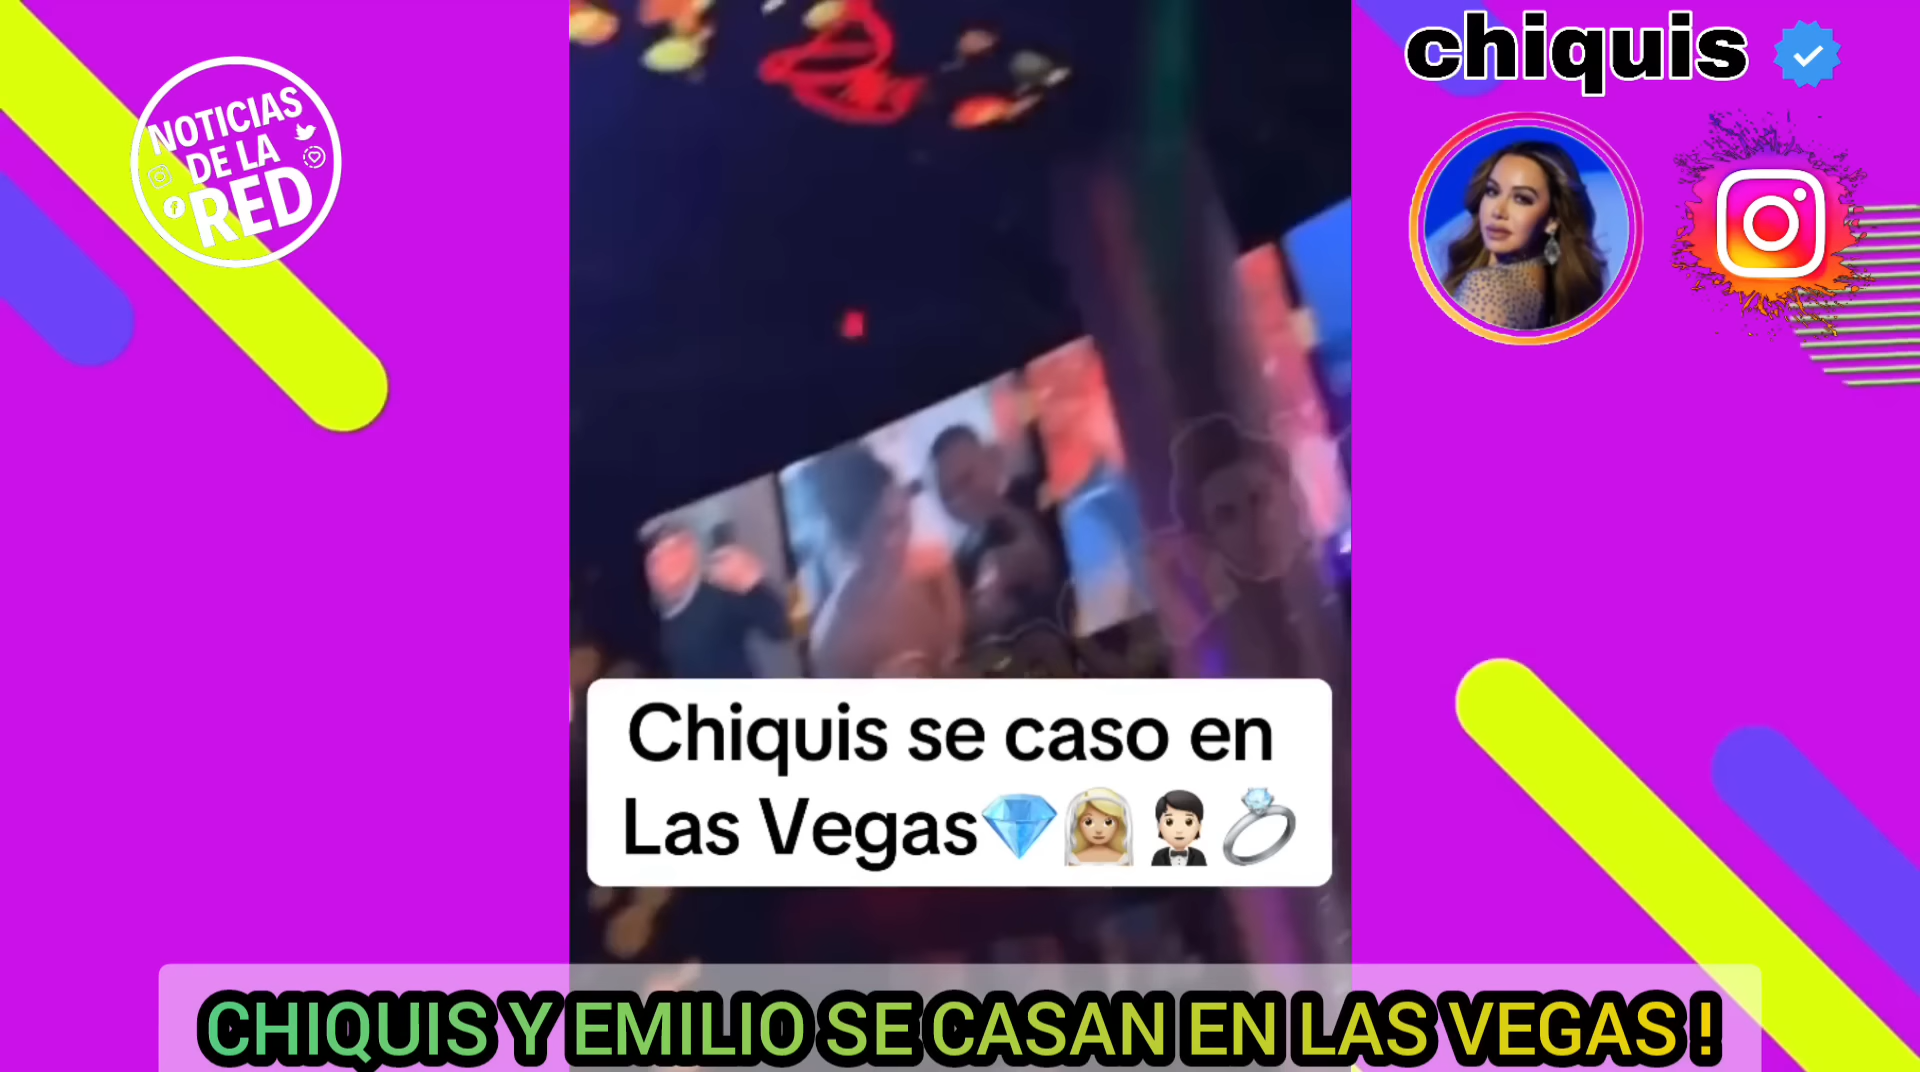 NOTICIAS
DE LA
RED
chiquis
Chiquis se caso en
Las Vegas💎👰🏼🤵🏻💍
CHIQUIS Y EMILIO SE CASAN EN LAS VEGAS !